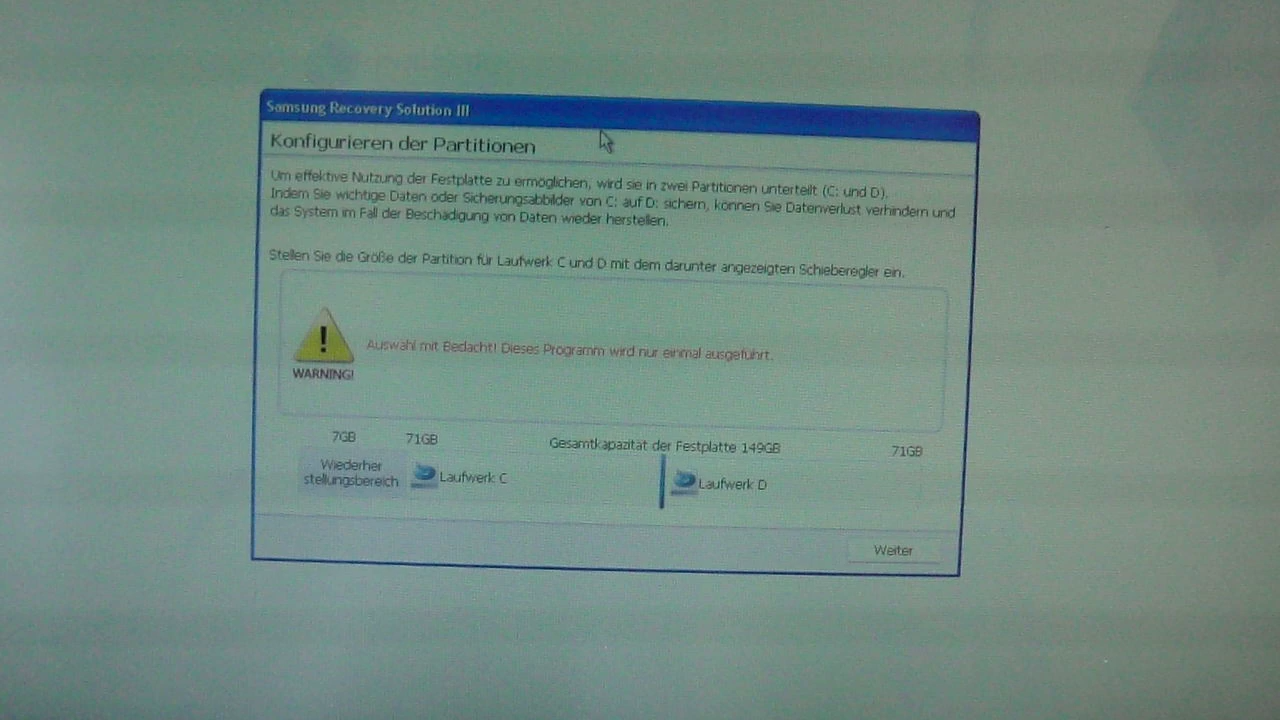 Samsung Recovery Solution III
Konfigurieren der Partitionen
Um effektive Nutzung der Festplatte zu ermöglichen, wird sie in zwei Partitionen unterteilt (C: und D).
Indem Sie wichtige Daten oder Sicherungsabbilder von C: auf D: sichern, können Sie Datenverlust verhindern und
das System im Fall der Beschädigung von Daten wieder herstellen.
Stellen Sie die Größe der Partition für Laufwerk C und D mit dem darunter angezeigten Schieberegler ein.
!
Auswahl mit Bedacht! Dieses Programm wird nur einmal ausgeführt.
WARNING!
7GB 71GB Gesamtkapazität der Festplatte 149GB 71GB
Wiederher
stellungsbereich
Laufwerk C
Laufwerk D
Weiter